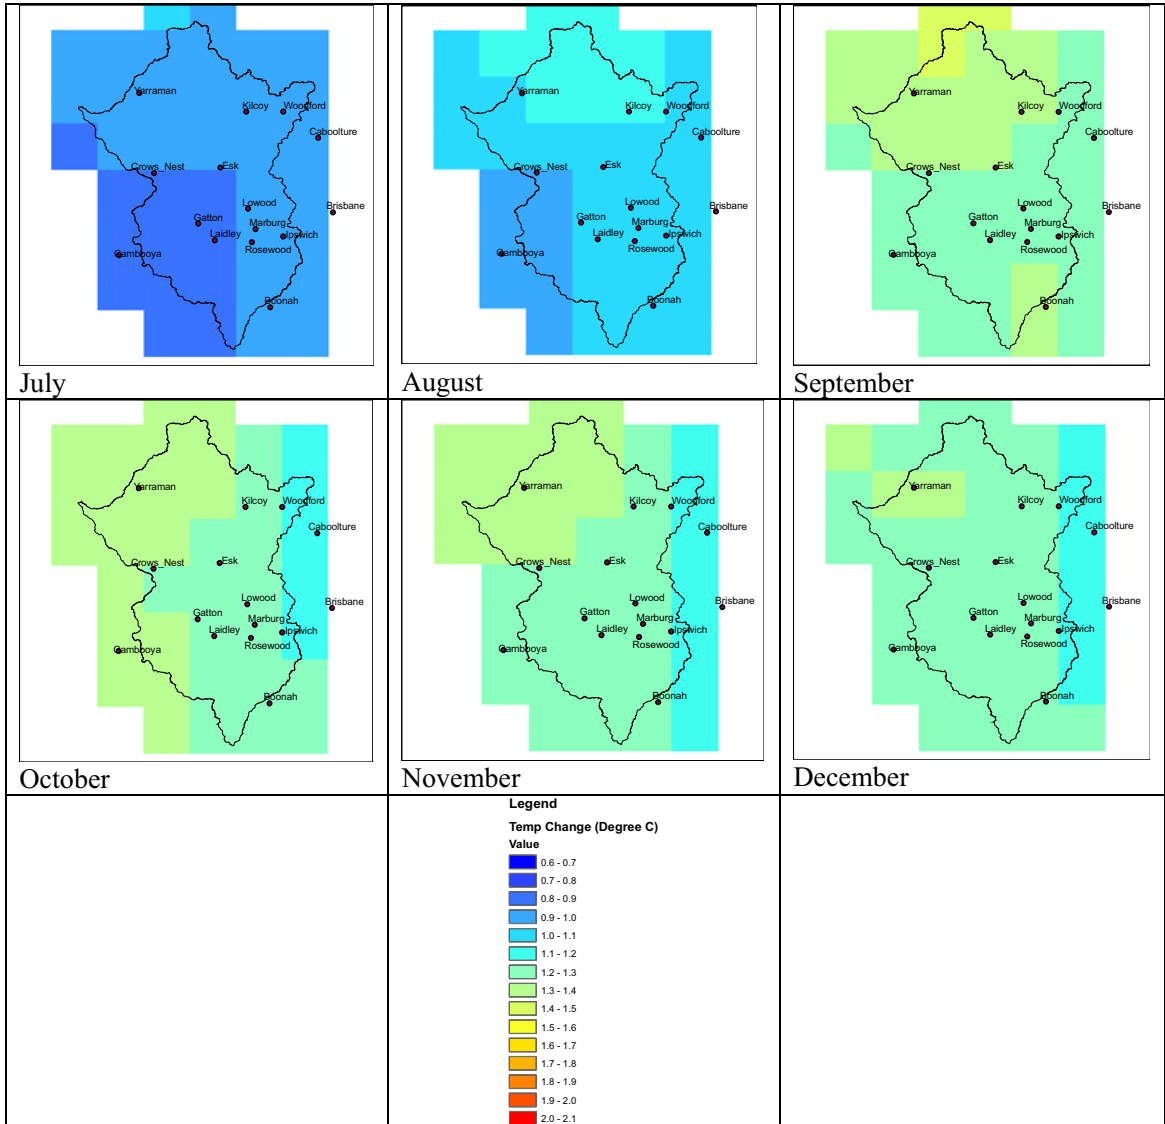 Yarraman
Kilcoy
Woodford
Caboolture
Crows_Nest
Esk
Lowood
Brisbane
Gatton
Marburg
Laidley
Ipswich
Rosewood
Cambooya
Boonah
July
Yarraman
Kilcoy
Woodford
Caboolture
Crows_Nest
Esk
Lowood
Brisbane
Gatton
Marburg
Laidley
Ipswich
Rosewood
Cambooya
Boonah
August
Yarraman
Kilcoy
Woodford
Caboolture
Crows_Nest
Esk
Lowood
Brisbane
Gatton
Marburg
Laidley
Ipswich
Rosewood
Cambooya
Boonah
September
Yarraman
Kilcoy
Woodford
Caboolture
Crows_Nest
Esk
Lowood
Brisbane
Gatton
Marburg
Laidley
Ipswich
Rosewood
Cambooya
Boonah
October
Yarraman
Kilcoy
Woodford
Caboolture
Crows_Nest
Esk
Lowood
Brisbane
Gatton
Marburg
Laidley
Ipswich
Rosewood
Cambooya
Boonah
November
Yarraman
Kilcoy
Woodford
Caboolture
Crows_Nest
Esk
Lowood
Brisbane
Gatton
Marburg
Laidley
Ipswich
Rosewood
Cambooya
Boonah
December
Legend
Temp Change (Degree C)
Value
0.6 - 0.7
0.7 - 0.8
0.8 - 0.9
0.9 - 1.0
1.0 - 1.1
1.1 - 1.2
1.2 - 1.3
1.3 - 1.4
1.4 - 1.5
1.5 - 1.6
1.6 - 1.7
1.7 - 1.8
1.8 - 1.9
1.9 - 2.0
2.0 - 2.1